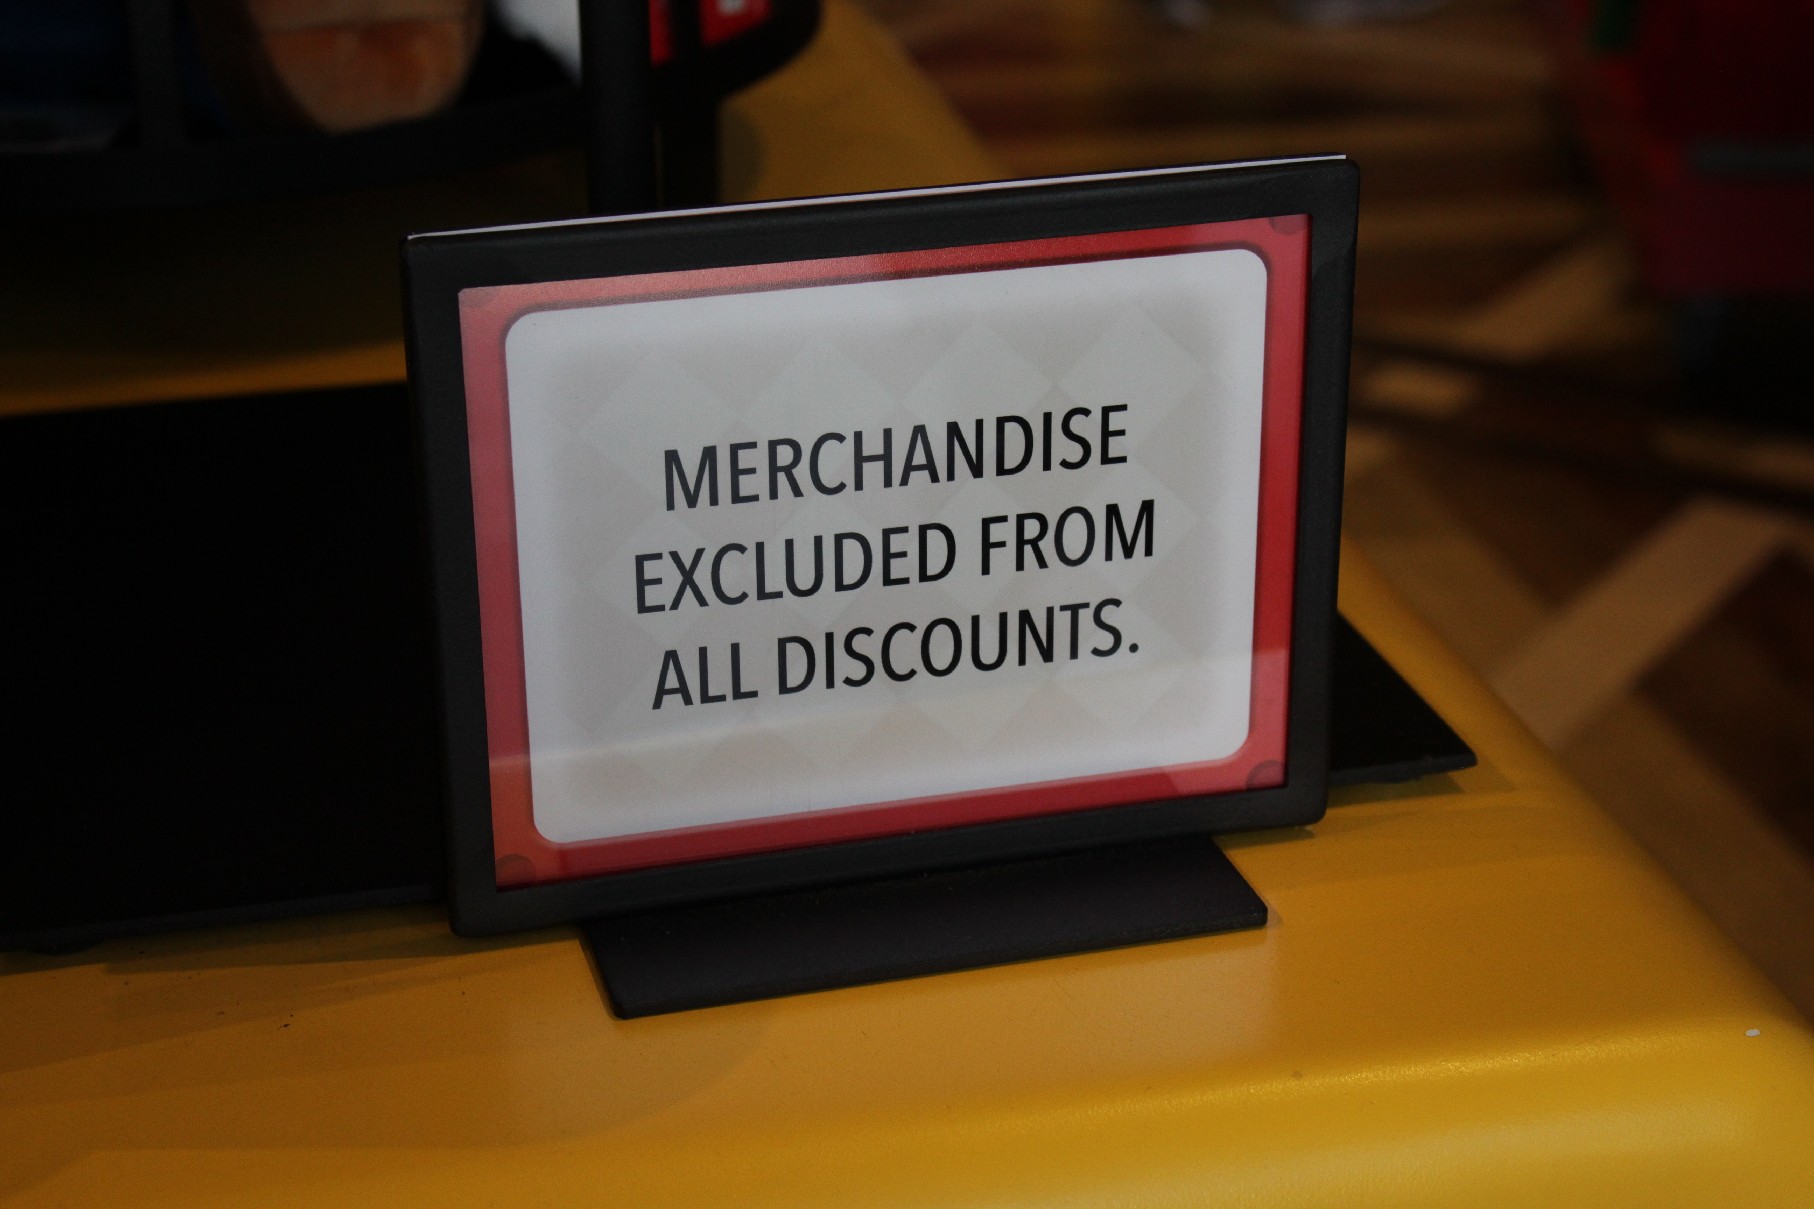 MERCHANDISE
EXCLUDED FROM
ALL DISCOUNTS.